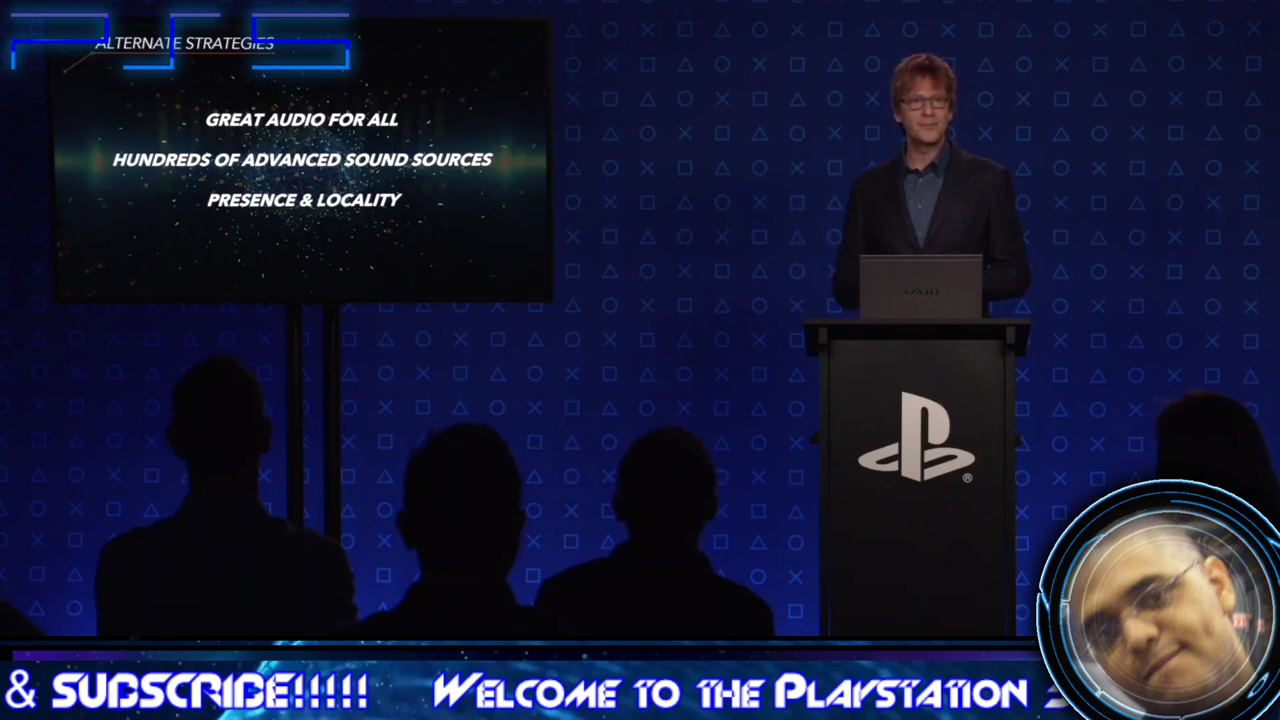 PS5
ALTERNATE STRATEGIES
GREAT AUDIO FOR ALL
HUNDREDS OF ADVANCED SOUND SOURCES
PRESENCE & LOCALITY
VAIO
®
& SUBSCRIBE!!!!! WELCOME TO THE PLAYSTATION